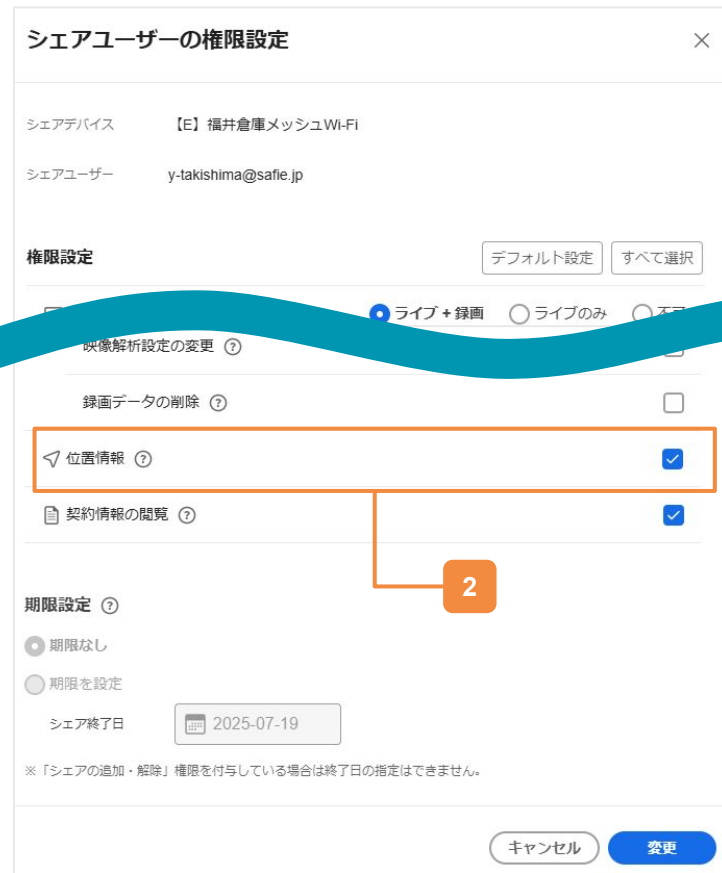 シェアユーザーの権限設定
シェアデバイス 【E】福井倉庫メッシュWi-Fi
シェアユーザー y-takishima@safie.jp
権限設定 デフォルト設定 すべて選択
ライブ + 録画 ライブのみ 不可
映像解析設定の変更
録画データの削除
位置情報
契約情報の閲覧
2
期限設定
期限なし
期限を設定
シェア終了日 2025-07-19
※「シェアの追加・解除」権限を付与している場合は終了日の指定はできません。
キャンセル 変更